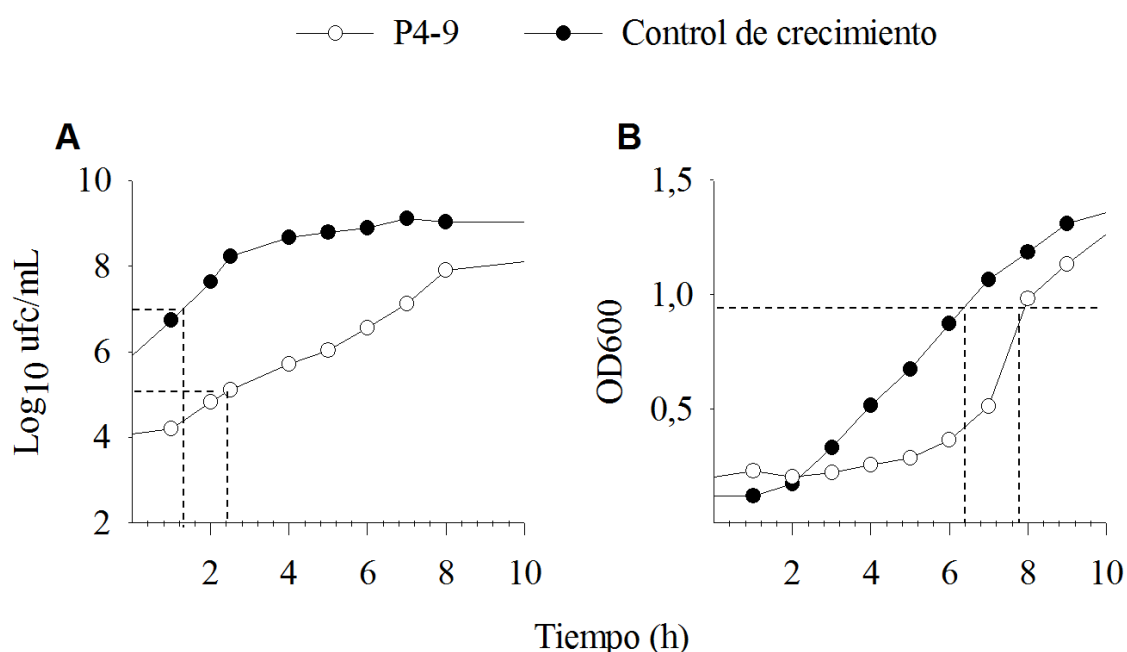 P4-9 Control de crecimiento
A B
Log10 ufc/mL
10
8
6
4
2
2 4 6 8 10
OD600
1,5
1,0
0,5
2 4 6 8 10
Tiempo (h)